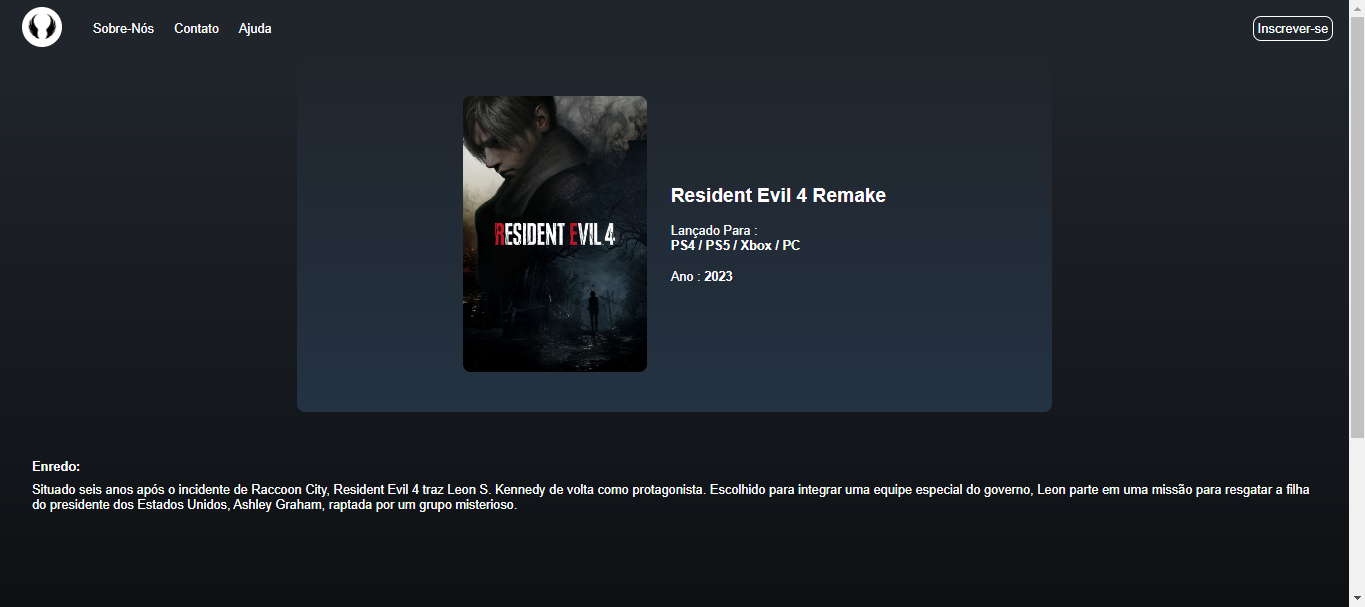 Sobre-Nós Contato Ajuda Inscrever-se
RESIDENT EVIL 4
Resident Evil 4 Remake
Lançado Para :
PS4 / PS5 / Xbox / PC
Ano : 2023
Enredo:
Situado seis anos após o incidente de Raccoon City, Resident Evil 4 traz Leon S. Kennedy de volta como protagonista. Escolhido para integrar uma equipe especial do governo, Leon parte em uma missão para resgatar a filha
do presidente dos Estados Unidos, Ashley Graham, raptada por um grupo misterioso.